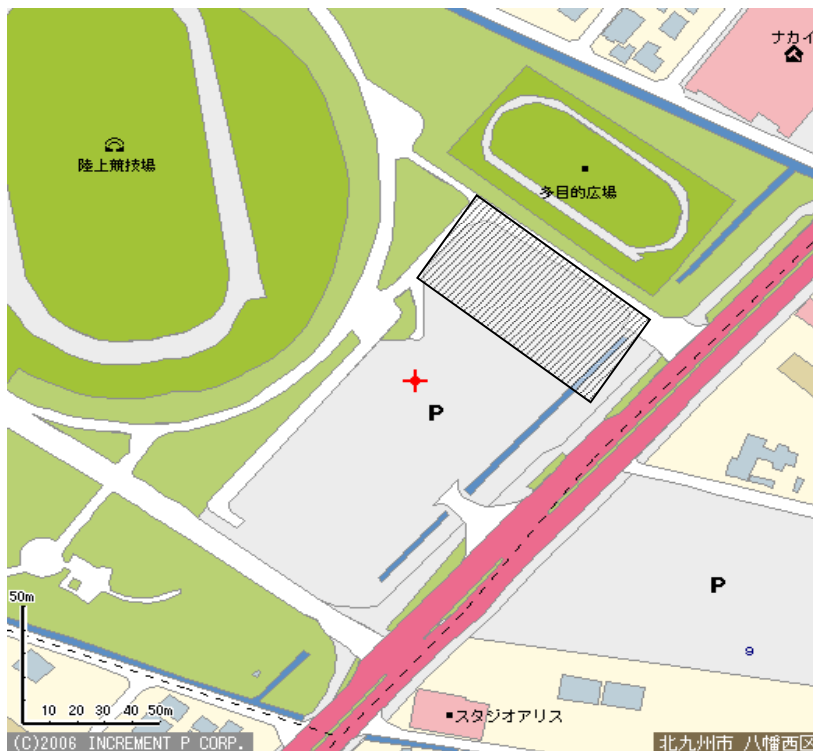 ナカイ
陸上競技場
多目的広場
P
P
9
50m
10 20 30 40 50m
スタジオアリス
(C)2006 INCREMENT P CORP.
北九州市 八幡西区